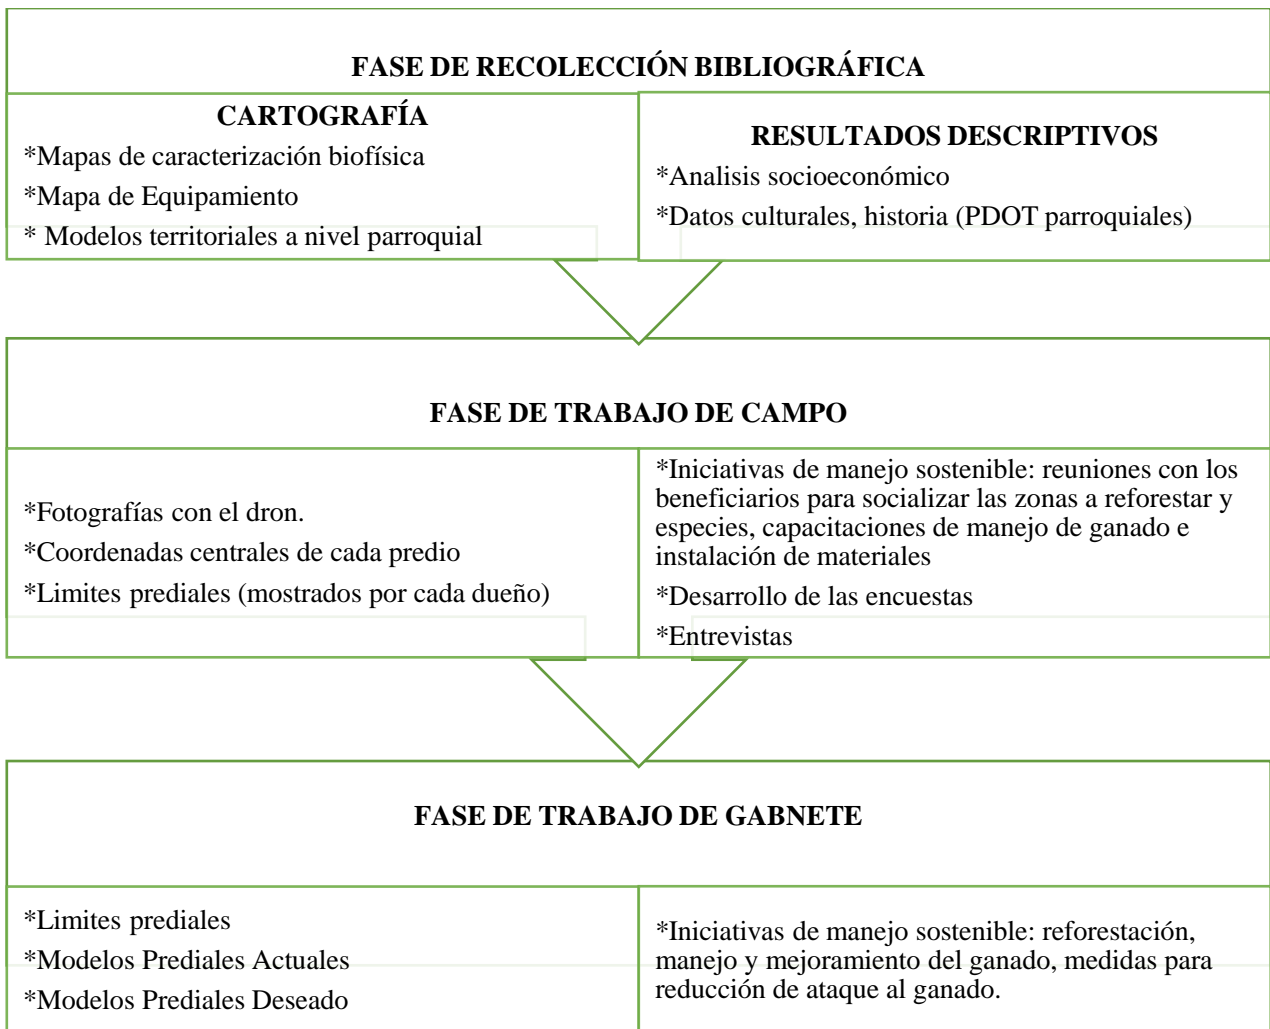 FASE DE RECOLECCIÓN BIBLIOGRÁFICA
CARTOGRAFÍA
*Mapas de caracterización biofísica
*Mapa de Equipamiento
* Modelos territoriales a nivel parroquial
RESULTADOS DESCRIPTIVOS
*Analisis socioeconómico
*Datos culturales, historia (PDOT parroquiales)
FASE DE TRABAJO DE CAMPO
*Fotografías con el dron.
*Coordenadas centrales de cada predio
*Limites prediales (mostrados por cada dueño)
*Iniciativas de manejo sostenible: reuniones con los
beneficiarios para socializar las zonas a reforestar y
especies, capacitaciones de manejo de ganado e
instalación de materiales
*Desarrollo de las encuestas
*Entrevistas
FASE DE TRABAJO DE GABNETE
*Limites prediales
*Modelos Prediales Actuales
*Modelos Prediales Deseado
*Iniciativas de manejo sostenible: reforestación,
manejo y mejoramiento del ganado, medidas para
reducción de ataque al ganado.